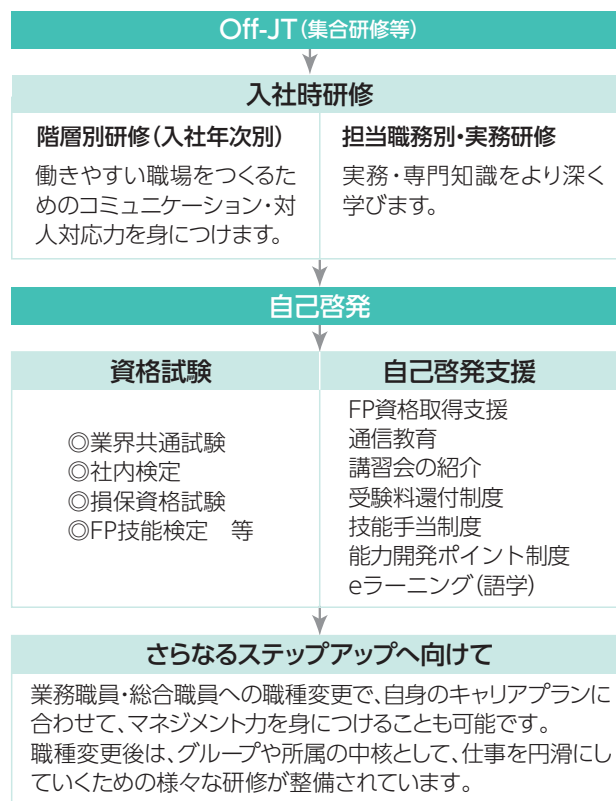 Off-JT（集合研修等）
入社時研修
階層別研修（入社年次別）
働きやすい職場をつくるた
めのコミュニケーション・対
人対応力を身につけます。
担当職務別・実務研修
実務・専門知識をより深く
学びます。
自己啓発
資格試験
◎業界共通試験
◎社内検定
◎損保資格試験
◎FP技能検定　等
自己啓発支援
FP資格取得支援
通信教育
講習会の紹介
受験料還付制度
技能手当制度
能力開発ポイント制度
eラーニング（語学）
さらなるステップアップへ向けて
業務職員・総合職員への職種変更で、自身のキャリアプランに
合わせて、マネジメント力を身につけることも可能です。
職種変更後は、グループや所属の中核として、仕事を円滑にし
ていくための様々な研修が整備されています。